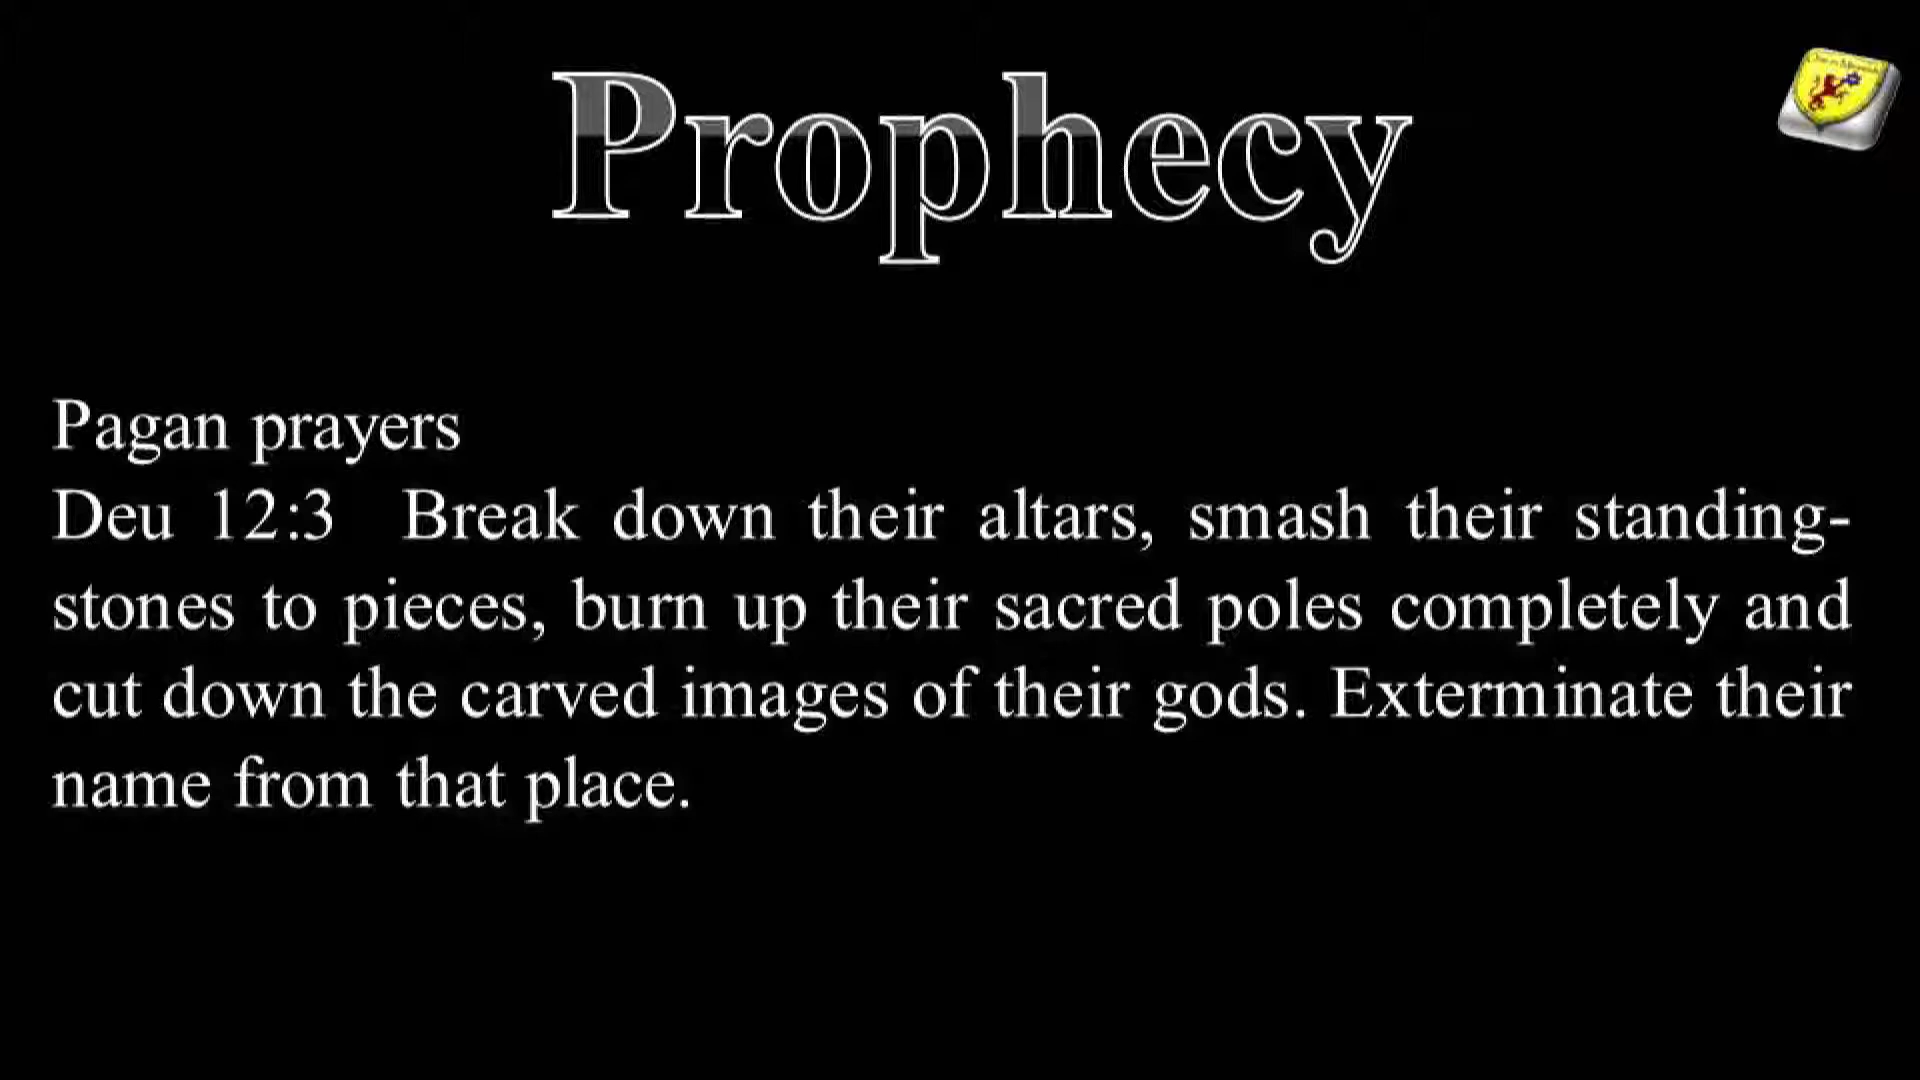 Prophecy
Pagan prayers
Deu 12:3  Break down their altars, smash their standing-
stones to pieces, burn up their sacred poles completely and
cut down the carved images of their gods. Exterminate their
name from that place.